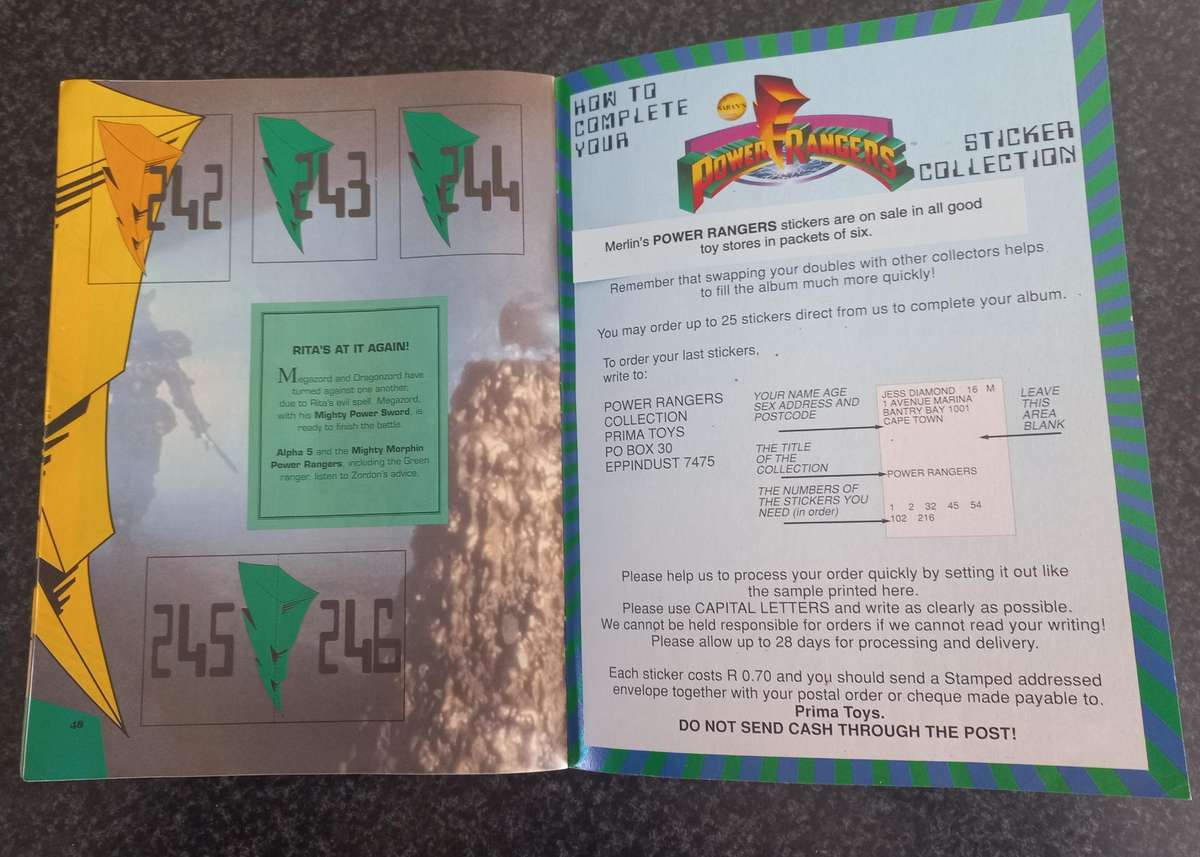 242
243
244
RITA'S AT IT AGAIN!
Megazord and Dragonzord have
turned against one another,
due to Rita's evil spell. Megazord,
with his Mighty Power Sword, is
ready to finish the battle.
Alpha 5 and the Mighty Morphin
Power Rangers, including the Green
ranger, listen to Zordon's advice.
245
246
48
HOW TO
COMPLETE
YOUR
SABAN'S
POWER RANGERS
TM
STICKER
COLLECTION
Merlin's POWER RANGERS stickers are on sale in all good
toy stores in packets of six.
Remember that swapping your doubles with other collectors helps
to fill the album much more quickly!
You may order up to 25 stickers direct from us to complete your album.
To order your last stickers,
write to:
POWER RANGERS
COLLECTION
PRIMA TOYS
PO BOX 30
EPPINDUST 7475
YOUR NAME AGE
SEX ADDRESS AND
POSTCODE
THE TITLE
OF THE
COLLECTION
THE NUMBERS OF
THE STICKERS YOU
NEED (in order)
JESS DIAMOND 16 M
1 AVENUE MARINA
BANTRY BAY 1001
CAPE TOWN
POWER RANGERS
1 2 32 45 54
102 216
LEAVE
THIS
AREA
BLANK
Please help us to process your order quickly by setting it out like
the sample printed here.
Please use CAPITAL LETTERS and write as clearly as possible.
We cannot be held responsible for orders if we cannot read your writing!
Please allow up to 28 days for processing and delivery.
Each sticker costs R 0.70 and you should send a Stamped addressed
envelope together with your postal order or cheque made payable to.
Prima Toys.
DO NOT SEND CASH THROUGH THE POST!